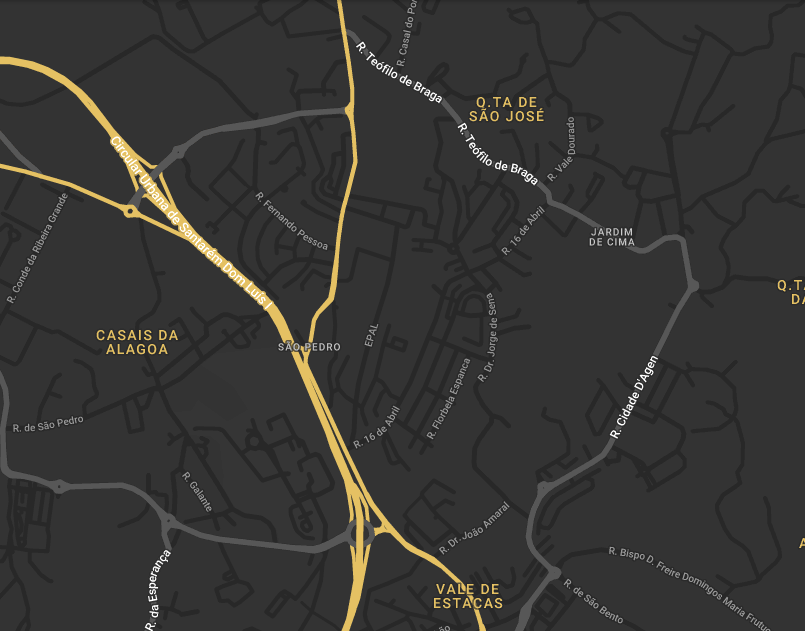 R. Casal do Por
R. Teófilo de Braga
Q.TA DE
SÃO JOSÉ
R. Teófilo de Braga
R. Vale Dourado
Circular Urbana de Santarém Dom Luís I
R. Conde da Ribeira Grande
R. Fernando Pessoa
R. 16 de Abril
JARDIM
DE CIMA
Q.TA
DA
CASAIS DA
ALAGOA
SÃO PEDRO
EPAL
R. Dr. Jorge de Sena
R. Florbela Espanca
R. Cidade D'Agen
R. de São Pedro
R. 16 de Abril
R. Galante
R. Dr. João Amaral
R. da Esperança
VALE DE
ESTACAS
R. Bispo D. Freire Domingos Maria Frutuo
R. de São Bento
ão